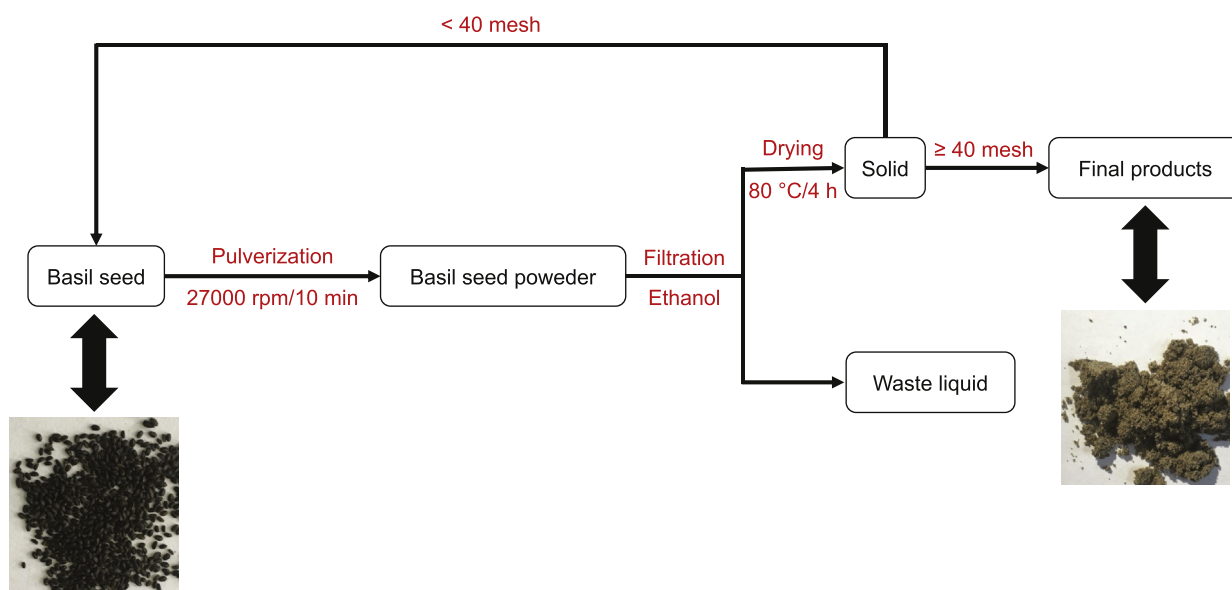 < 40 mesh
Drying
80 °C/4 h
Solid
≥ 40 mesh
Final products
Basil seed
Pulverization
27000 rpm/10 min
Basil seed poweder
Filtration
Ethanol
Waste liquid